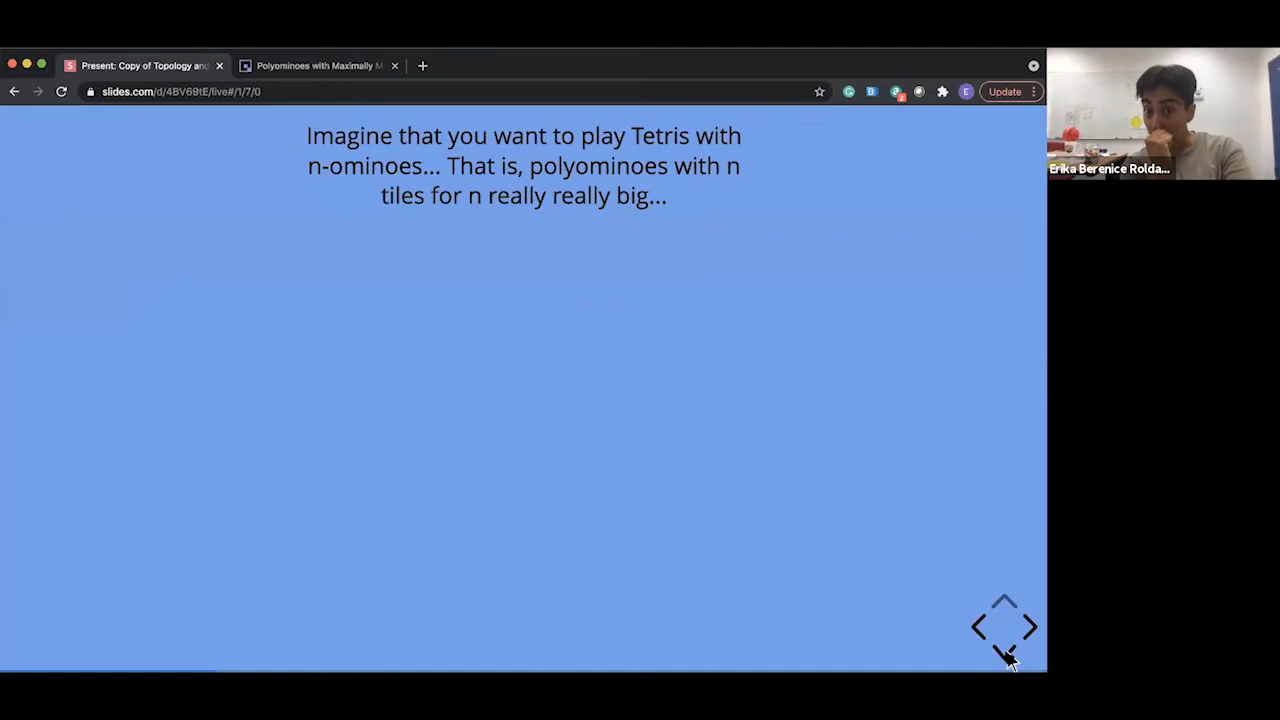 Present: Copy of Topology and
Polyominoes with Maximally M
slides.com/d/4BV69tE/live#/1/7/0
2
E
Update
Imagine that you want to play Tetris with
n-ominoes... That is, polyominoes with n
tiles for n really really big...
Erika Berenice Rolda...